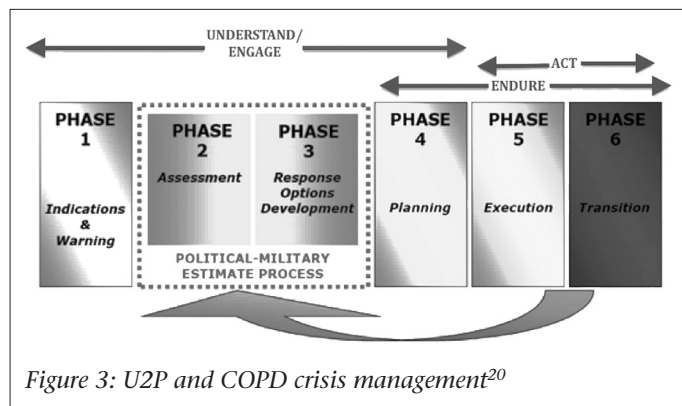 UNDERSTAND/
ENGAGE
ACT
ENDURE
PHASE
1
Indications
&
Warning
PHASE
2
Assessment
PHASE
3
Response
Options
Development
POLITICAL-MILITARY
ESTIMATE PROCESS
PHASE
4
Planning
PHASE
5
Execution
PHASE
6
Transition
Figure 3: U2P and COPD crisis management20